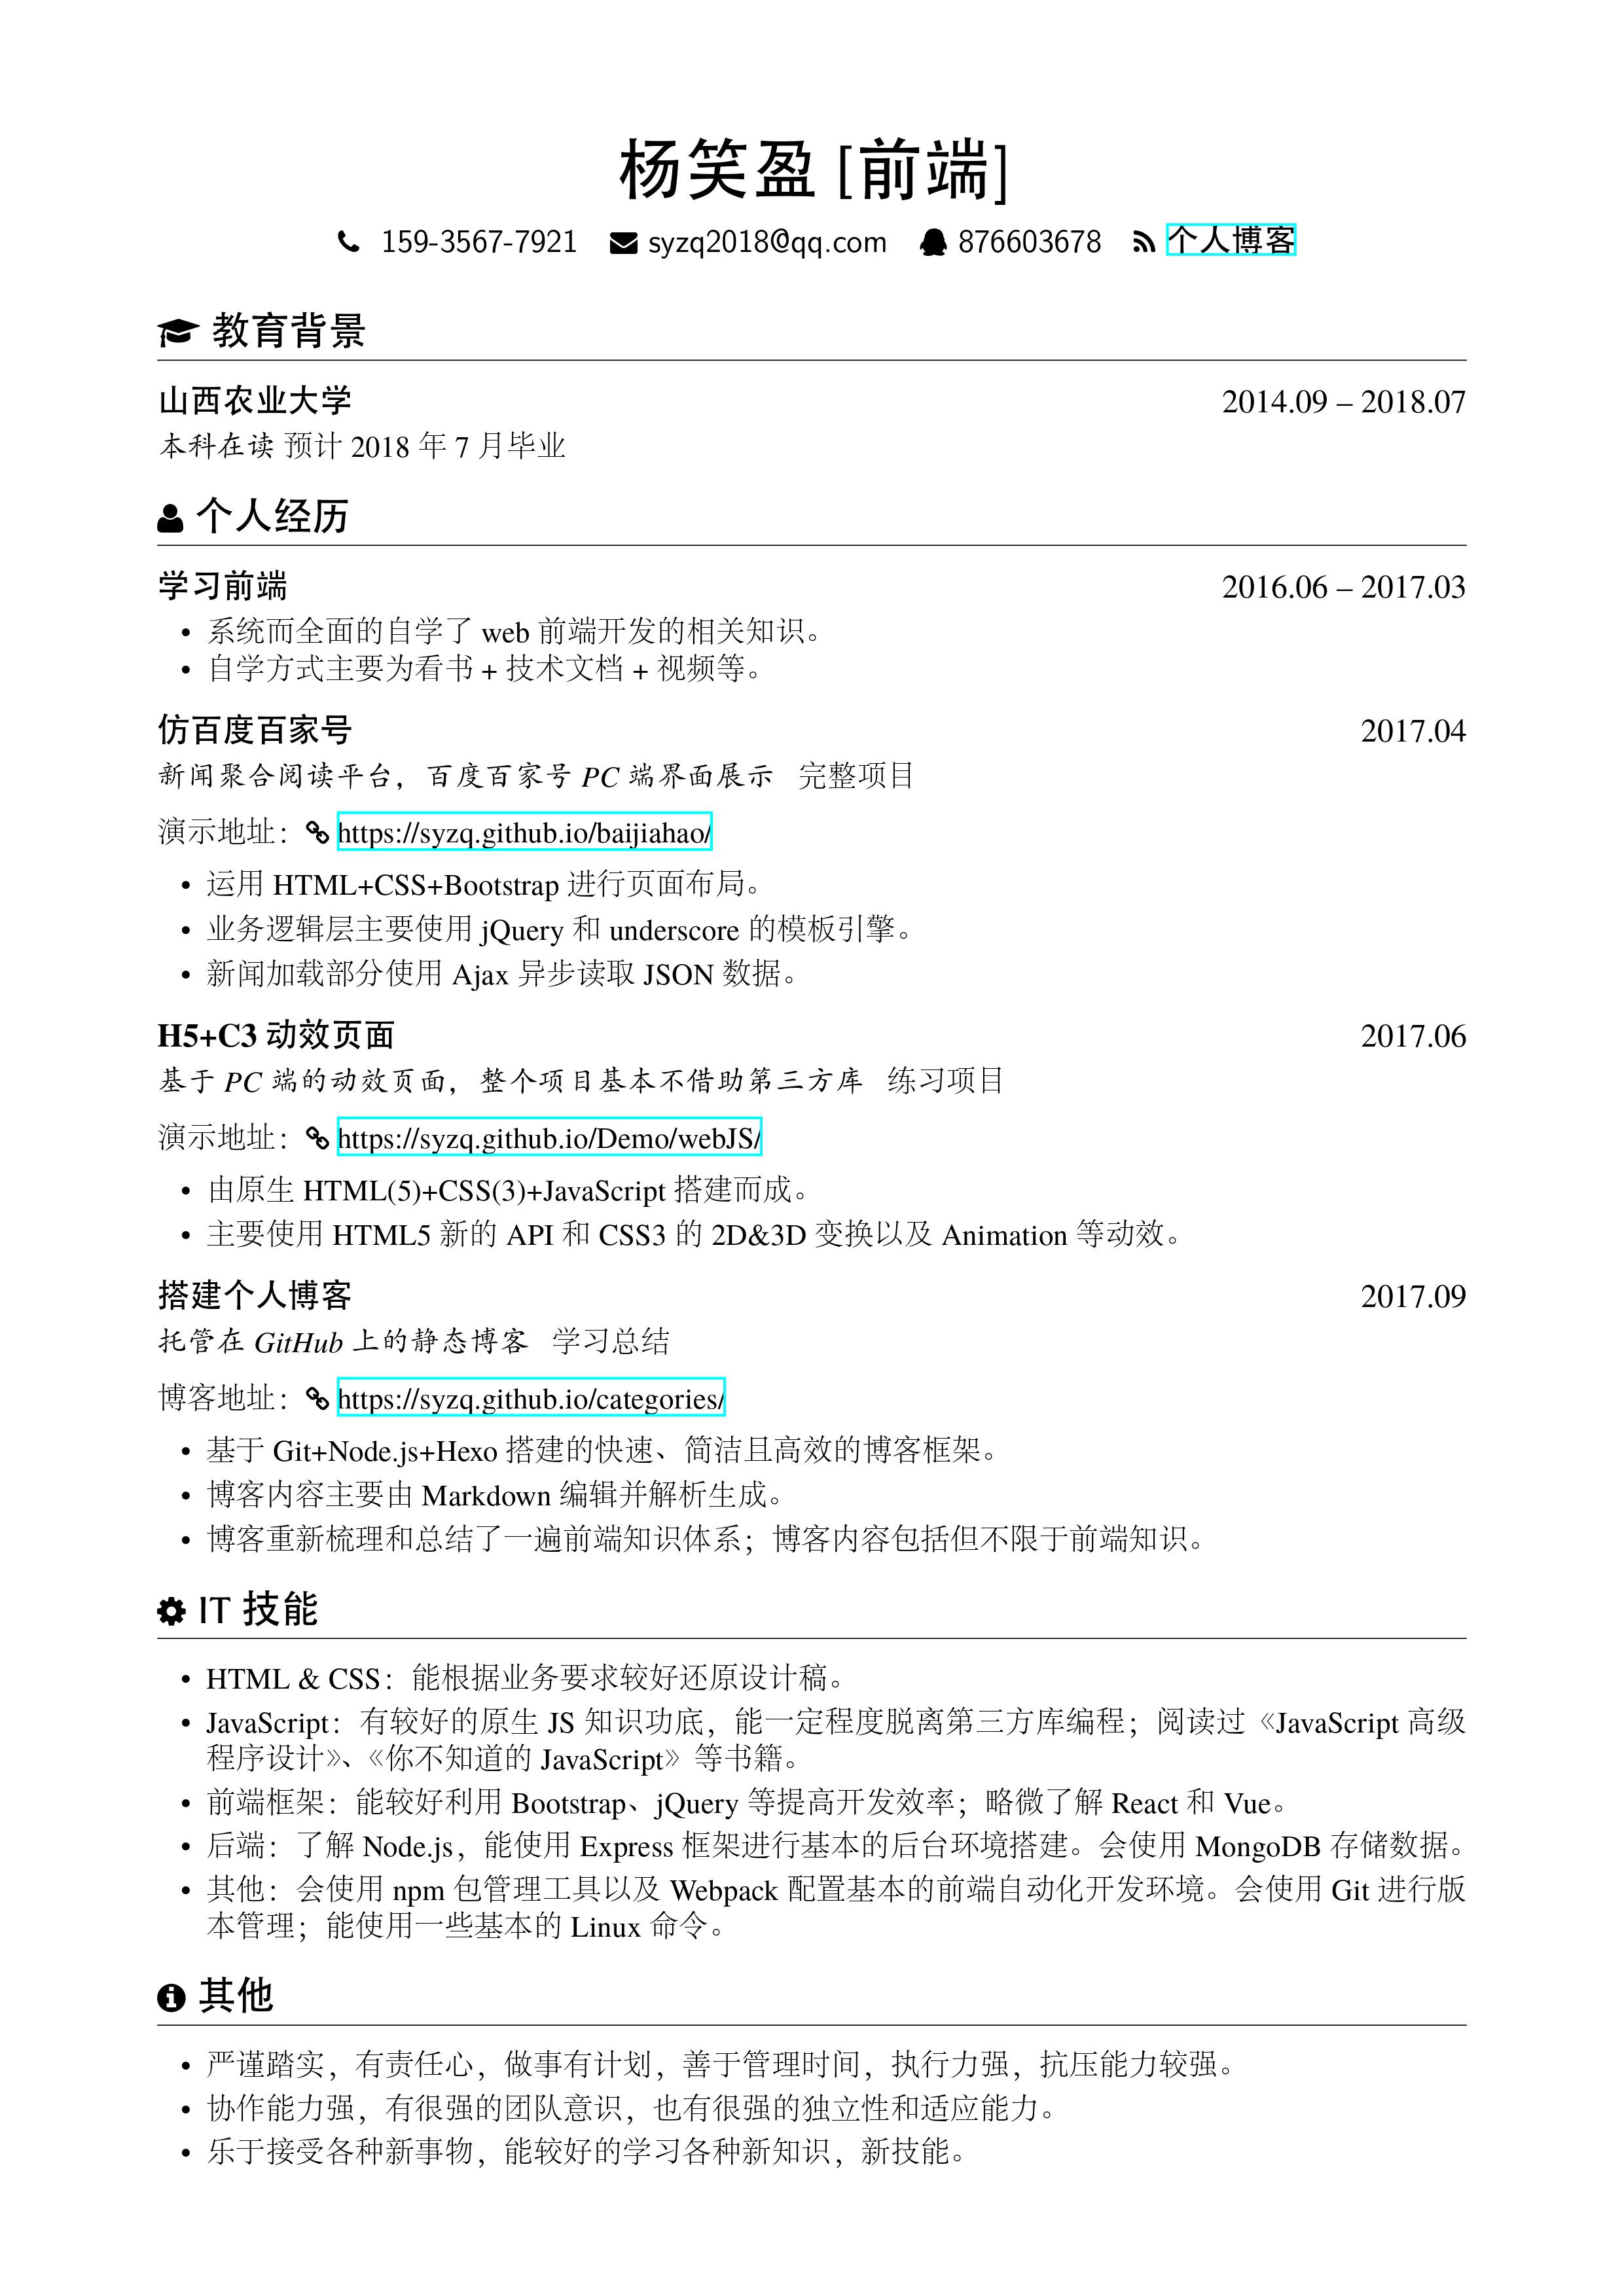 杨笑盈 [前端]
159-3567-7921 syzq2018@qq.com 876603678 个人博客
教育背景
山西农业大学 2014.09 – 2018.07
本科在读 预计 2018 年 7 月毕业
个人经历
学习前端 2016.06 – 2017.03
• 系统而全面的自学了 web 前端开发的相关知识。
• 自学方式主要为看书 + 技术文档 + 视频等。
仿百度百家号 2017.04
新闻聚合阅读平台，百度百家号 PC 端界面展示 完整项目
演示地址： https://syzq.github.io/baijiahao/
• 运用 HTML+CSS+Bootstrap 进行页面布局。
• 业务逻辑层主要使用 jQuery 和 underscore 的模板引擎。
• 新闻加载部分使用 Ajax 异步读取 JSON 数据。
H5+C3 动效页面 2017.06
基于 PC 端的动效页面，整个项目基本不借助第三方库 练习项目
演示地址： https://syzq.github.io/Demo/webJS/
• 由原生 HTML(5)+CSS(3)+JavaScript 搭建而成。
• 主要使用 HTML5 新的 API 和 CSS3 的 2D&3D 变换以及 Animation 等动效。
搭建个人博客 2017.09
托管在 GitHub 上的静态博客 学习总结
博客地址： https://syzq.github.io/categories/
• 基于 Git+Node.js+Hexo 搭建的快速、简洁且高效的博客框架。
• 博客内容主要由 Markdown 编辑并解析生成。
• 博客重新梳理和总结了一遍前端知识体系；博客内容包括但不限于前端知识。
IT 技能
• HTML & CSS：能根据业务要求较好还原设计稿。
• JavaScript：有较好的原生 JS 知识功底，能一定程度脱离第三方库编程；阅读过《JavaScript 高级
程序设计》、《你不知道的 JavaScript》等书籍。
• 前端框架：能较好利用 Bootstrap、jQuery 等提高开发效率；略微了解 React 和 Vue。
• 后端：了解 Node.js，能使用 Express 框架进行基本的后台环境搭建。会使用 MongoDB 存储数据。
• 其他：会使用 npm 包管理工具以及 Webpack 配置基本的前端自动化开发环境。会使用 Git 进行版
本管理；能使用一些基本的 Linux 命令。
其他
• 严谨踏实，有责任心，做事有计划，善于管理时间，执行力强，抗压能力较强。
• 协作能力强，有很强的团队意识，也有很强的独立性和适应能力。
• 乐于接受各种新事物，能较好的学习各种新知识，新技能。